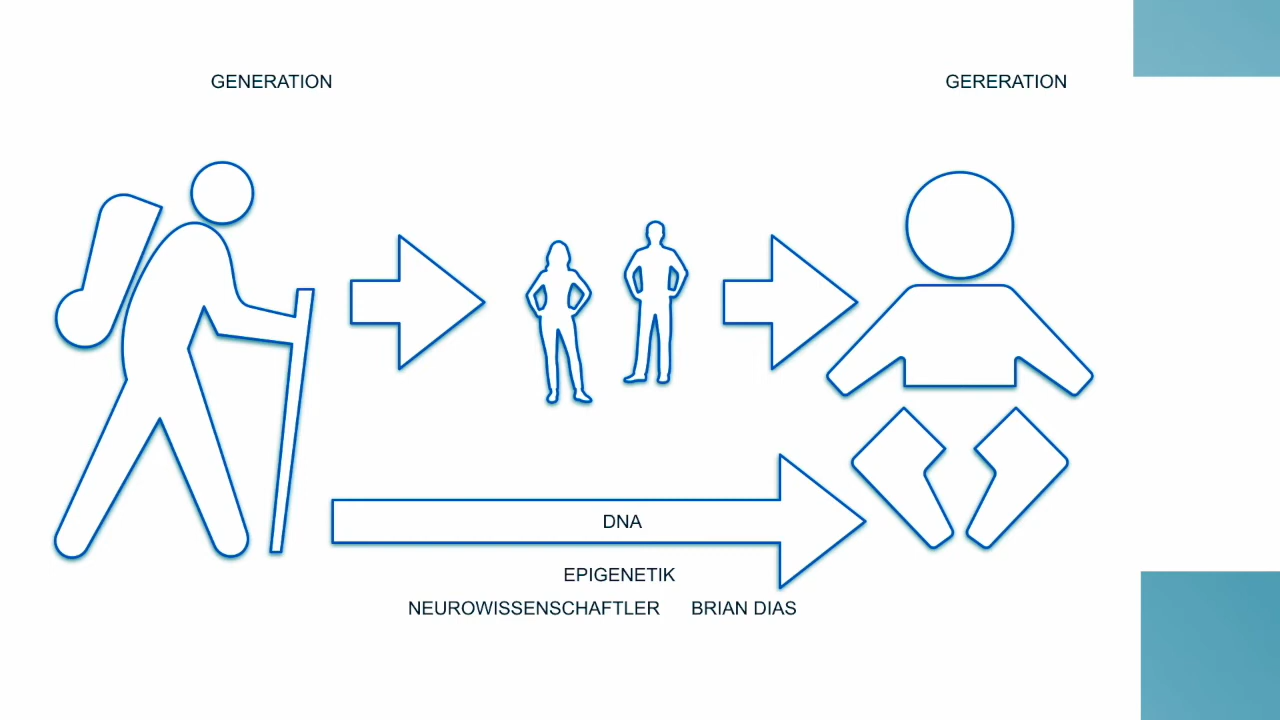 GENERATION
GERERATION
DNA
EPIGENETIK
NEUROWISSENSCHAFTLER BRIAN DIAS